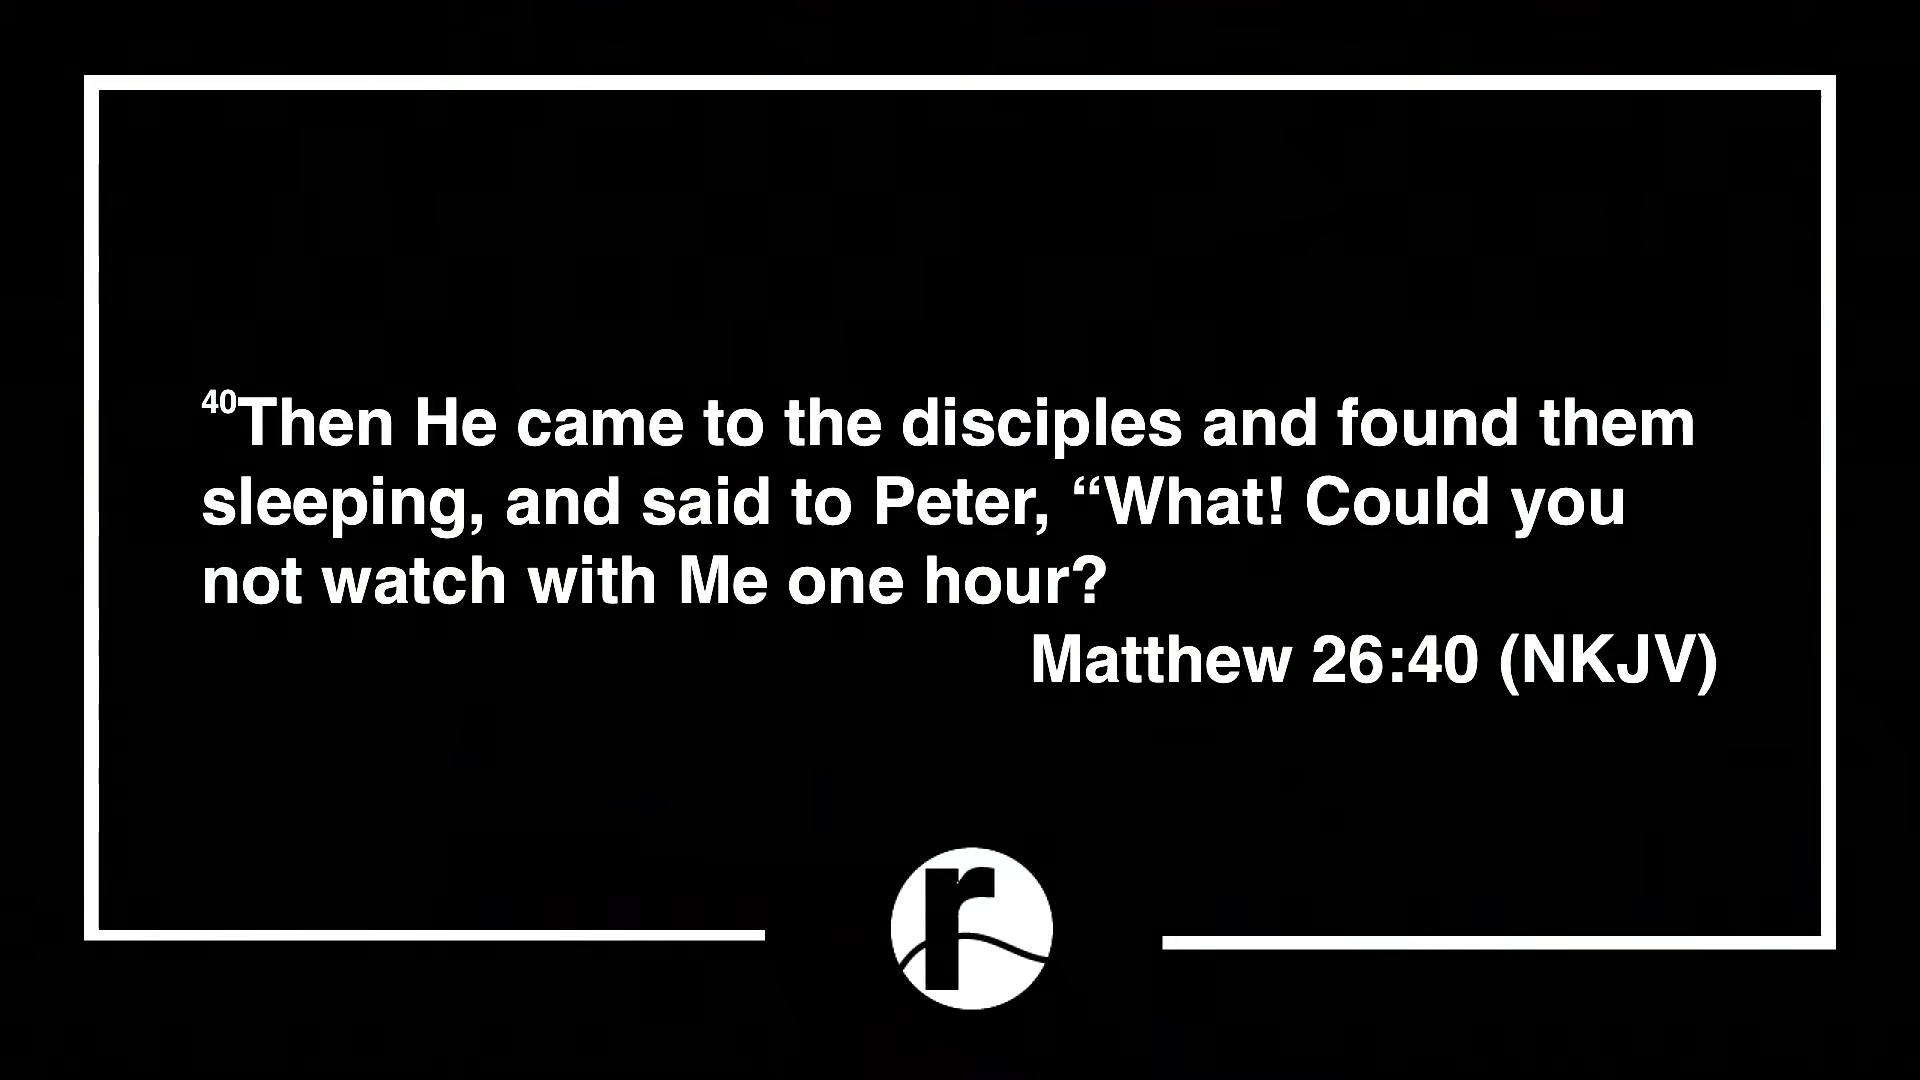 40Then He came to the disciples and found them
sleeping, and said to Peter, “What! Could you
not watch with Me one hour?
Matthew 26:40 (NKJV)
r